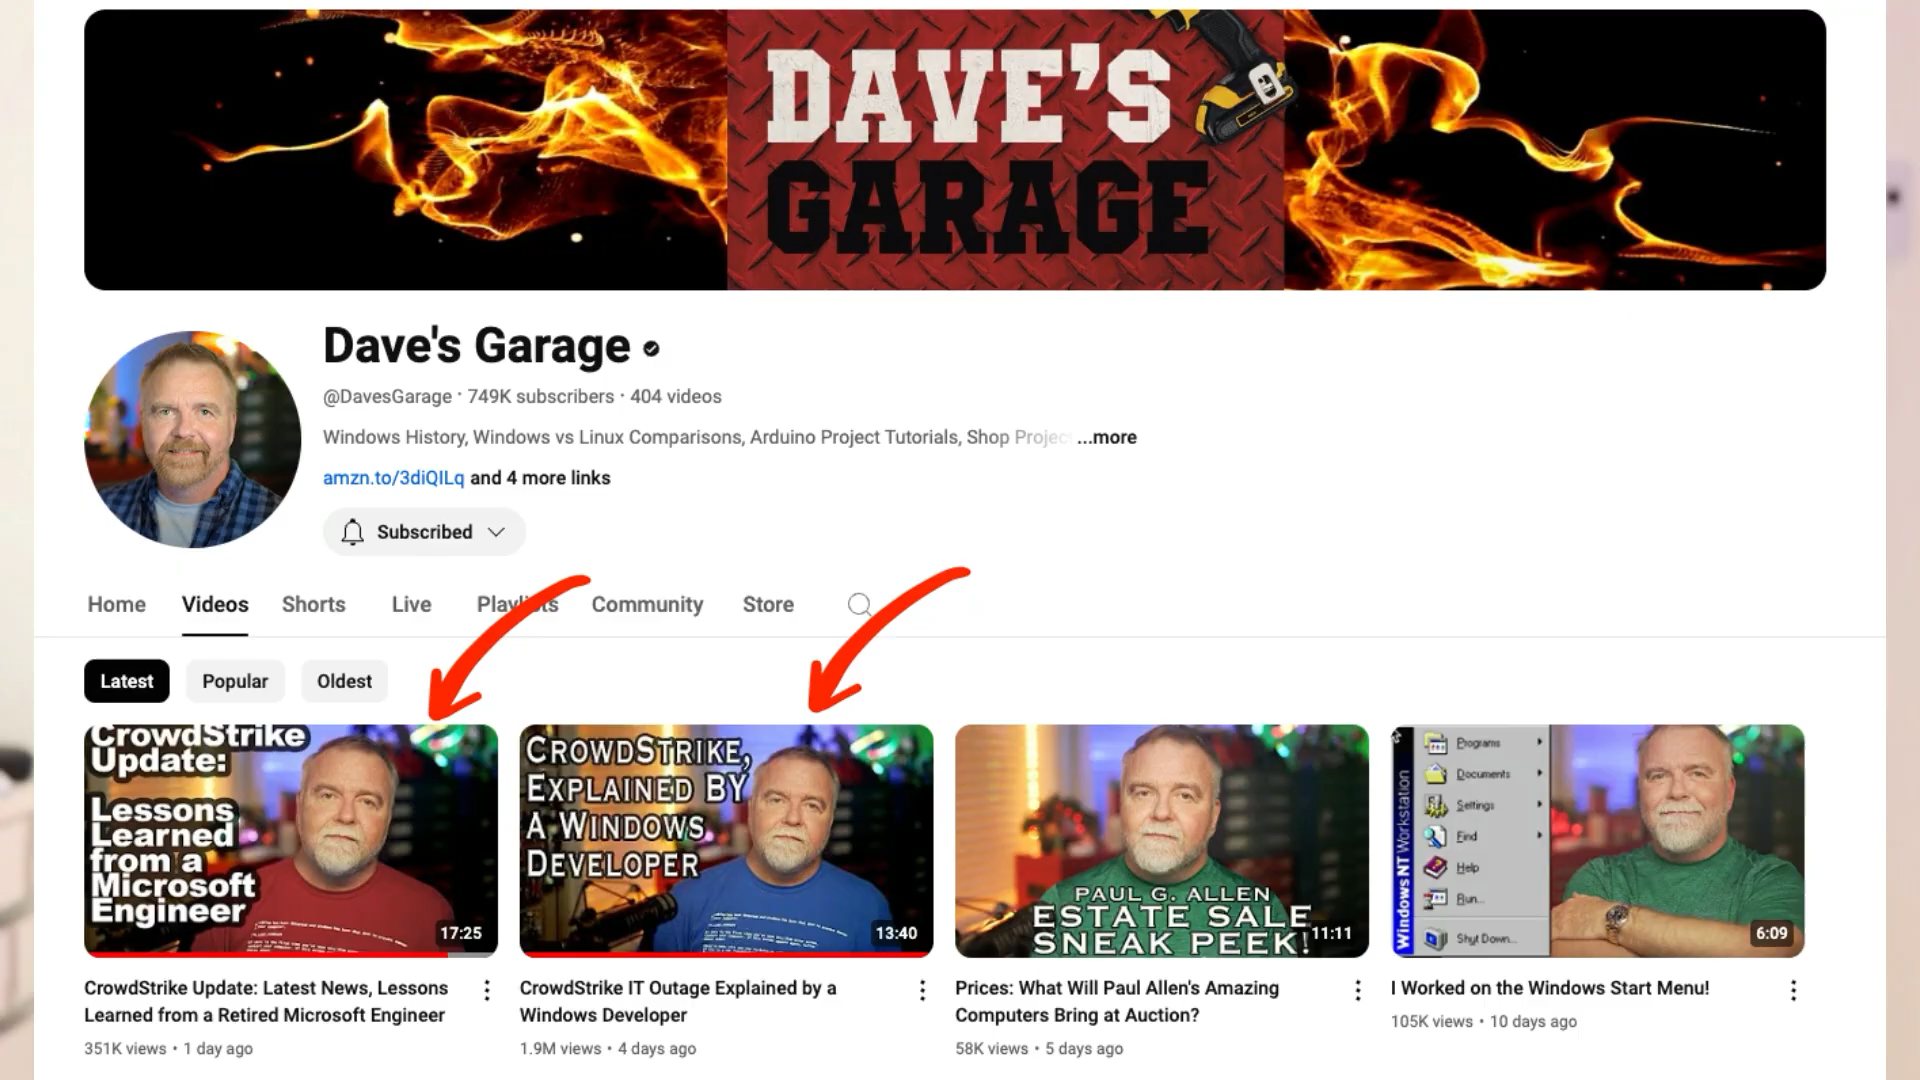 DAVE'S
GARAGE
Dave's Garage
@DavesGarage · 749K subscribers · 404 videos
Windows History, Windows vs Linux Comparisons, Arduino Project Tutorials, Shop Projec ...more
amzn.to/3diQILq and 4 more links
Subscribed
Home Videos Shorts Live Playlists Community Store
Latest Popular Oldest
CrowdStrike
Update:
Lessons
Learned
from a
Microsoft
Engineer
17:25
CROWDSTRIKE,
EXPLAINED BY
A WINDOWS
DEVELOPER
13:40
PAUL G. ALLEN
ESTATE SALE
SNEAK PEEK!
11:11
Windows NT Workstation
Programs
Documents
Settings
Find
Help
Run...
Shut Down...
6:09
CrowdStrike Update: Latest News, Lessons
Learned from a Retired Microsoft Engineer
351K views • 1 day ago
CrowdStrike IT Outage Explained by a
Windows Developer
1.9M views • 4 days ago
Prices: What Will Paul Allen's Amazing
Computers Bring at Auction?
58K views • 5 days ago
I Worked on the Windows Start Menu!
105K views • 10 days ago